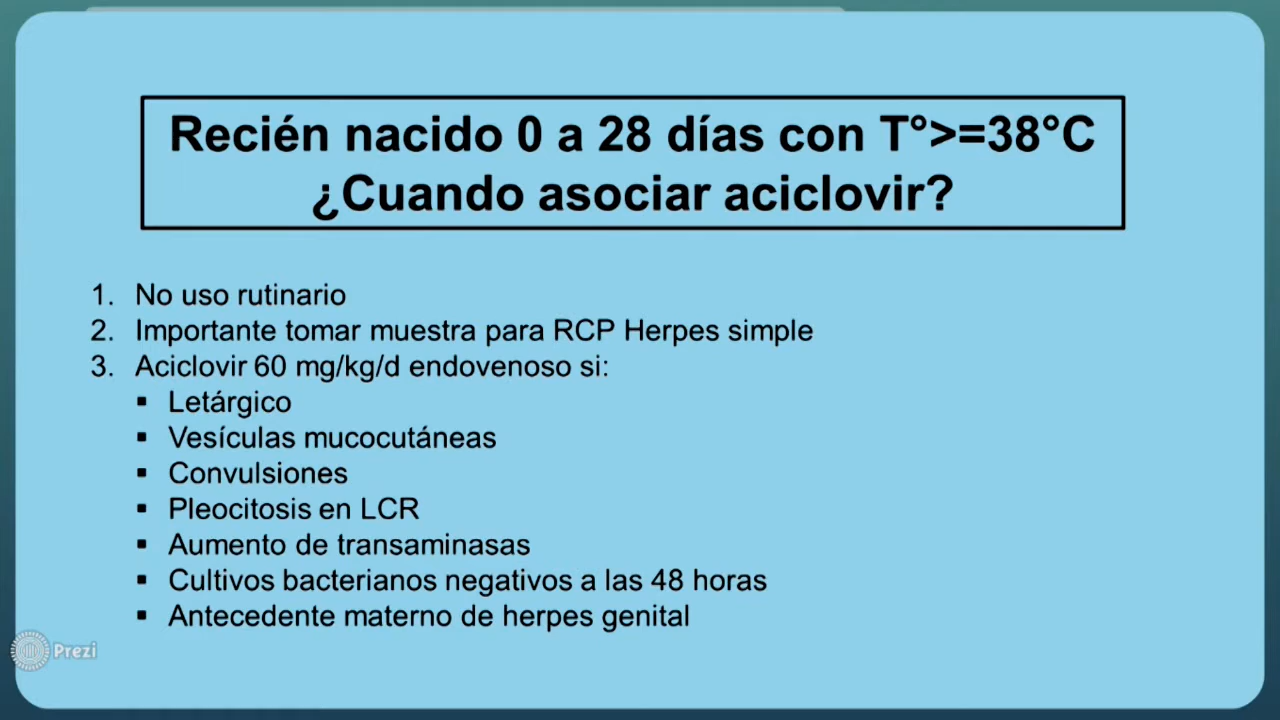 Recién nacido 0 a 28 días con T°>=38°C
¿Cuando asociar aciclovir?
1. No uso rutinario
2. Importante tomar muestra para RCP Herpes simple
3. Aciclovir 60 mg/kg/d endovenoso si:
▪ Letárgico
▪ Vesículas mucocutáneas
▪ Convulsiones
▪ Pleocitosis en LCR
▪ Aumento de transaminasas
▪ Cultivos bacterianos negativos a las 48 horas
▪ Antecedente materno de herpes genital
Prezi